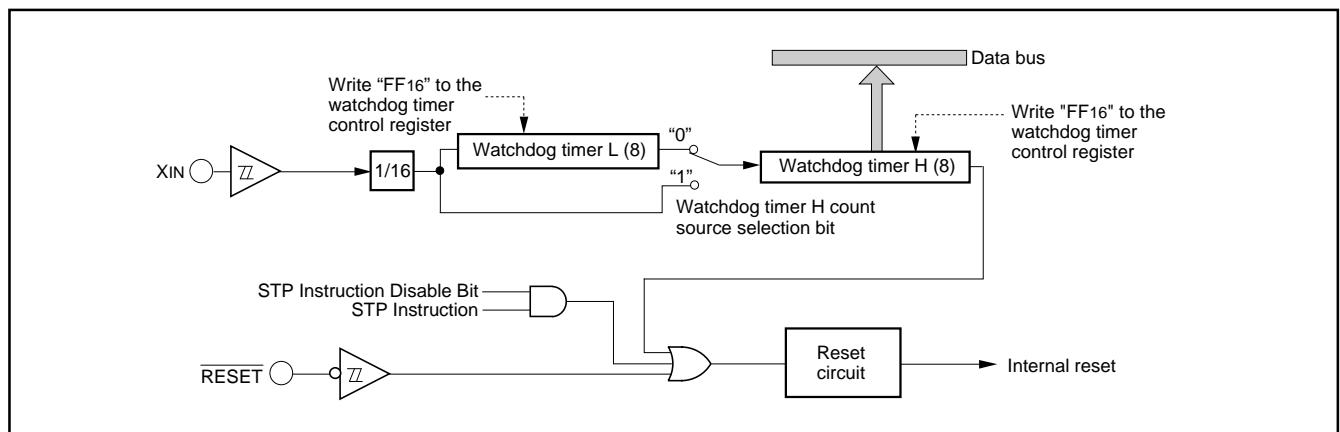 Data bus
Write “FF16” to the
watchdog timer
control register
Write "FF16" to the
watchdog timer
control register
XIN
1/16
Watchdog timer L (8)
“0”
“1”
Watchdog timer H (8)
Watchdog timer H count
source selection bit
STP Instruction Disable Bit
STP Instruction
RESET
Reset
circuit
Internal reset